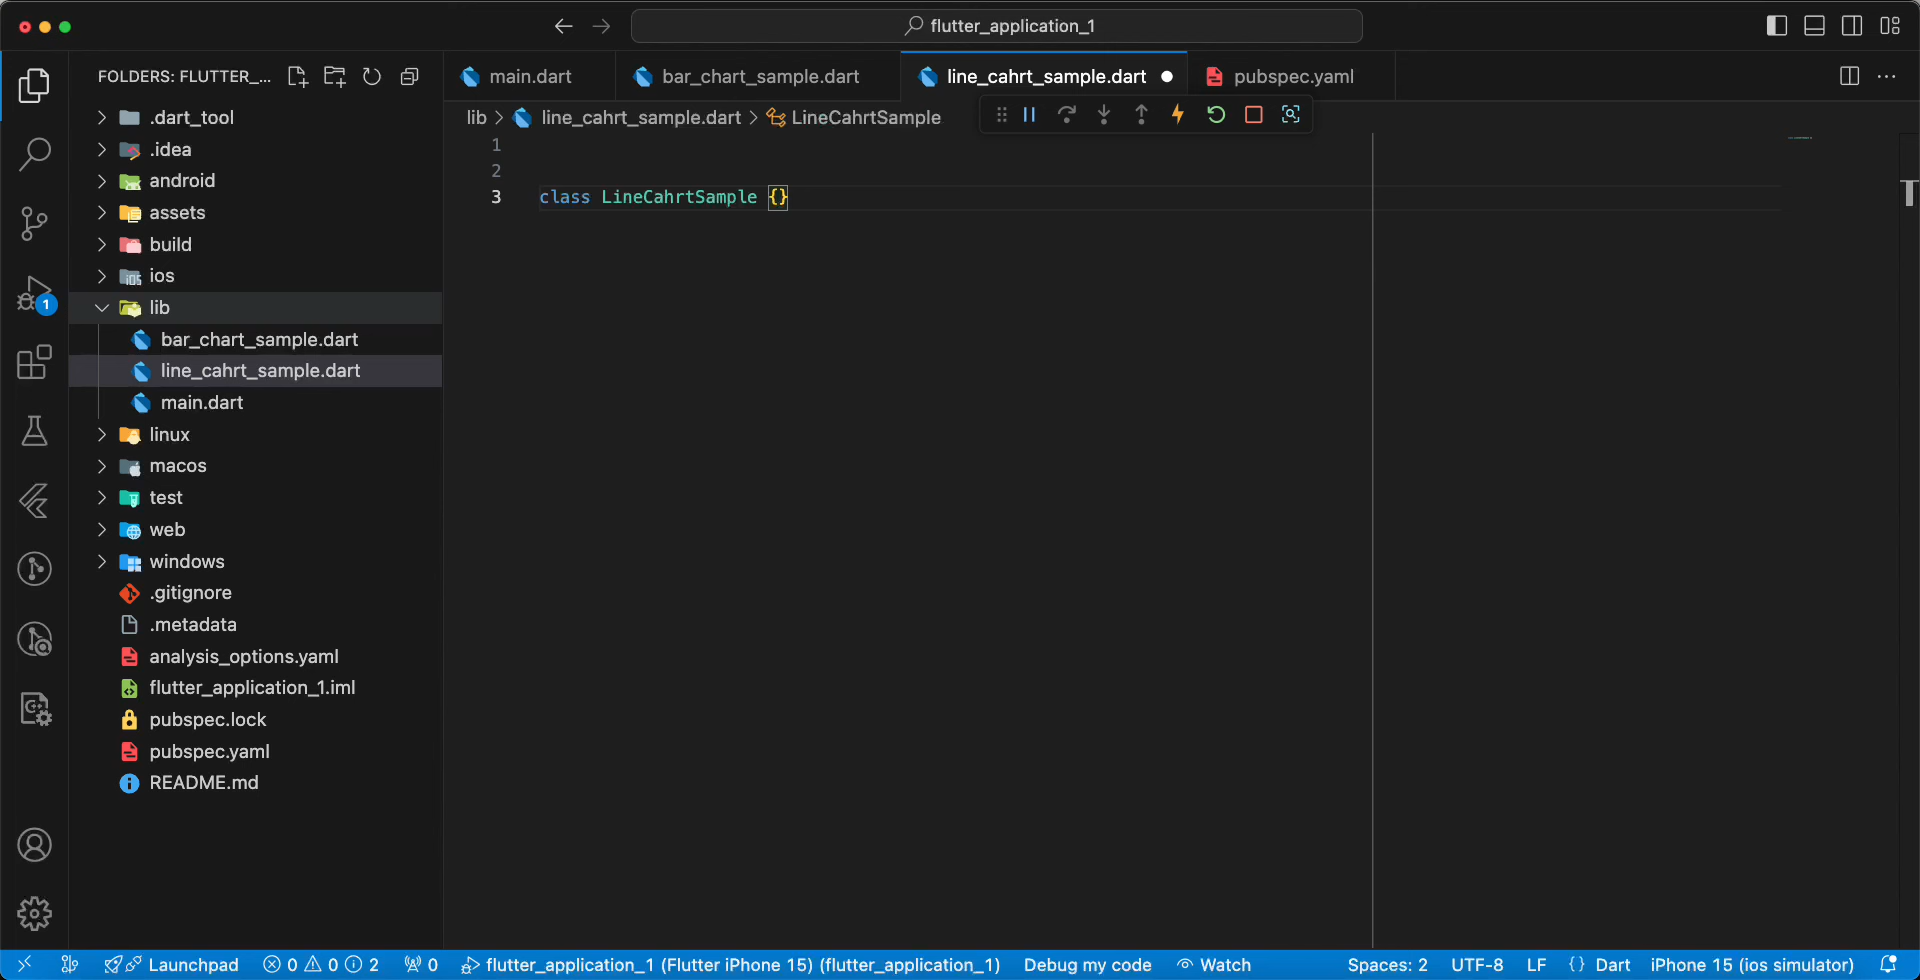 flutter_application_1
FOLDERS: FLUTTER_...
main.dart
bar_chart_sample.dart
line_cahrt_sample.dart
pubspec.yaml
lib
line_cahrt_sample.dart
LineCahrtSample
.dart_tool
.idea
android
assets
build
ios
lib
bar_chart_sample.dart
line_cahrt_sample.dart
main.dart
linux
macos
test
web
windows
.gitignore
.metadata
analysis_options.yaml
flutter_application_1.iml
pubspec.lock
pubspec.yaml
README.md
1
1
2
3 class LineCahrtSample {}
Launchpad
0 0 2
0
flutter_application_1 (Flutter iPhone 15) (flutter_application_1)
Debug my code
Watch
Spaces: 2
UTF-8
LF
{} Dart
iPhone 15 (ios simulator)